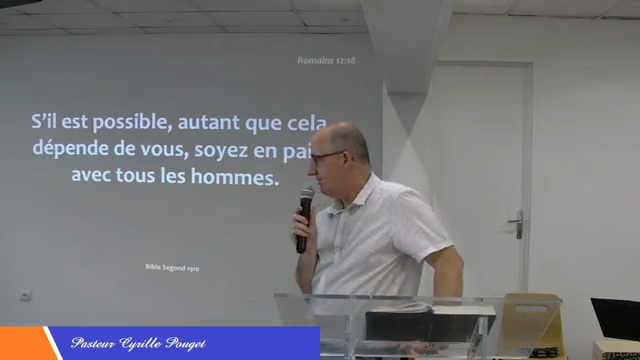 Romains 12:18
S'il est possible, autant que cela
dépende de vous, soyez en pai
avec tous les hommes.
Bible Segond 1910
Pasteur Cyrille Pouget